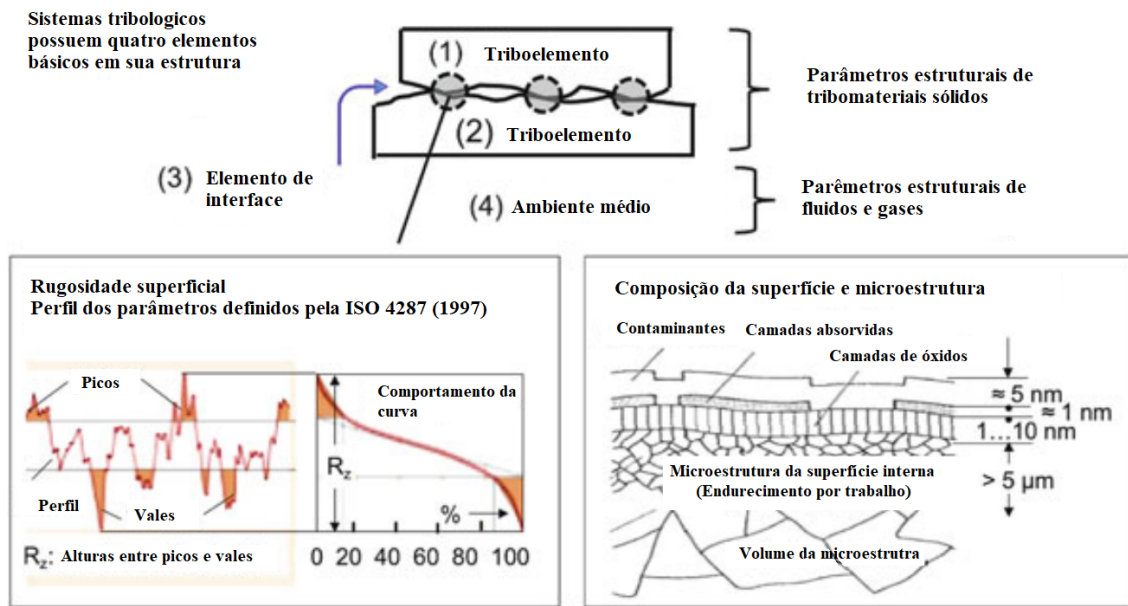 Sistemas tribologicos
possuem quatro elementos
básicos em sua estrutura
(1) Triboelemento
(2) Triboelemento
Parâmetros estruturais de
tribomateriais sólidos
(3) Elemento de
interface
(4) Ambiente médio
Parêmetros estruturais de
fluidos e gases
Rugosidade superficial
Perfil dos parâmetros definidos pela ISO 4287 (1997)
Picos
Comportamento da
curva
Rz
Perfil
Vales
%
Rz: Alturas entre picos e vales
0 20 40 60 80 100
Composição da superfície e microestrutura
Contaminantes
Camadas absorvidas
Camadas de óxidos
≈ 5 nm
≈ 1 nm
1...10 nm
Microestrutura da superfície interna
(Endurecimento por trabalho)
> 5 µm
Volume da microestrutra